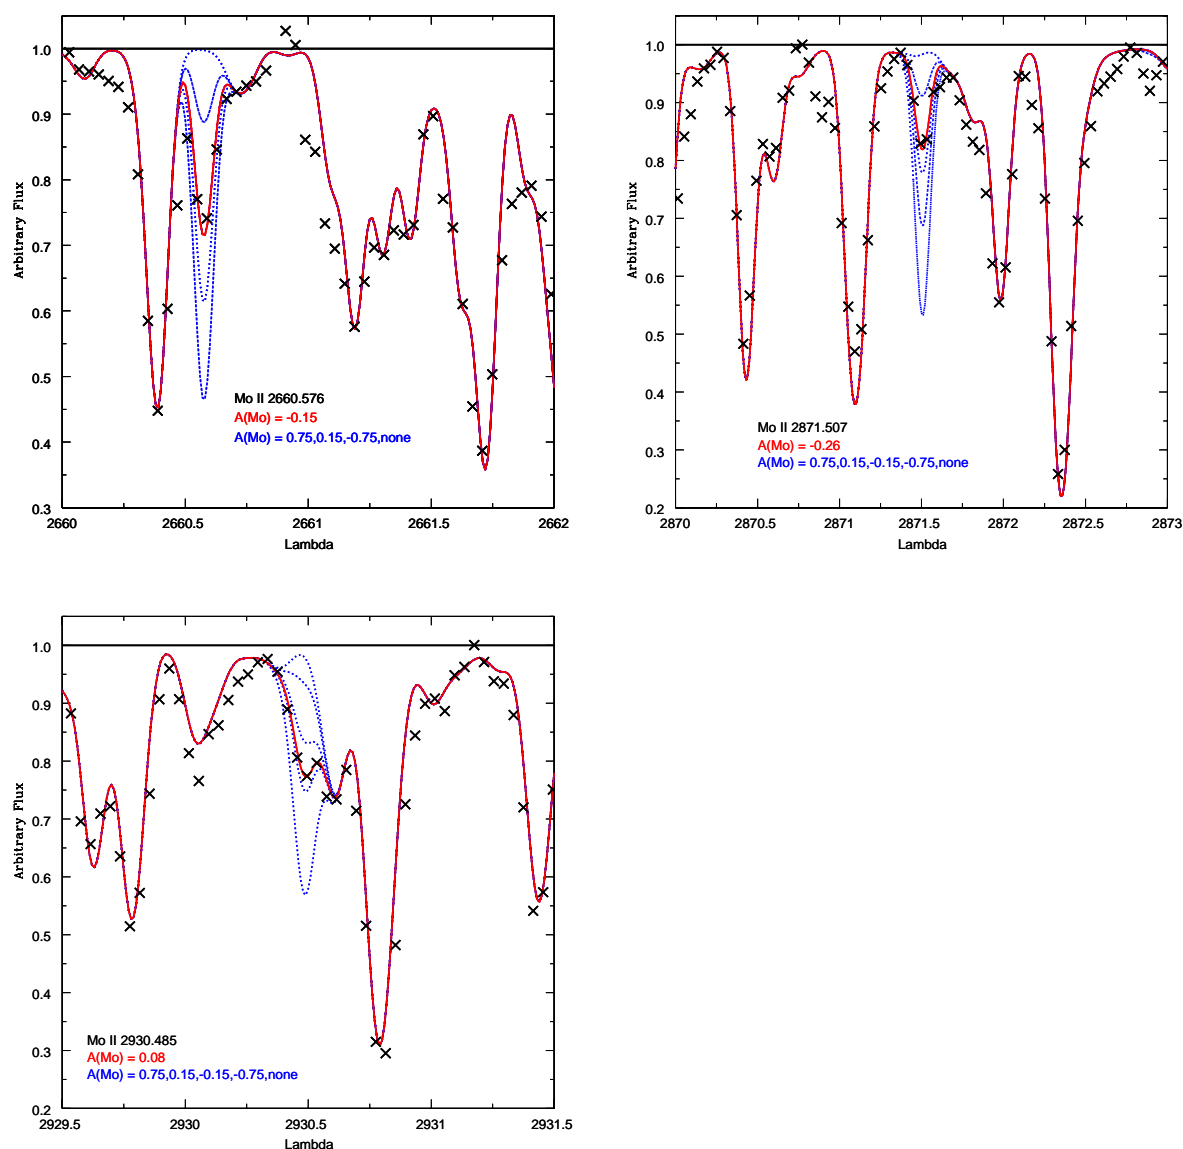 1.0
0.9
0.8
0.7
0.6
0.5
0.4
0.3
Arbitrary Flux
Mo II 2660.576
A(Mo) = -0.15
A(Mo) = 0.75,0.15,-0.75,none
2660 2660.5 2661 2661.5 2662
Lambda
1.0
0.9
0.8
0.7
0.6
0.5
0.4
0.3
0.2
Arbitrary Flux
Mo II 2871.507
A(Mo) = -0.26
A(Mo) = 0.75,0.15,-0.15,-0.75,none
2870 2870.5 2871 2871.5 2872 2872.5 2873
Lambda
1.0
0.9
0.8
0.7
0.6
0.5
0.4
0.3
0.2
Arbitrary Flux
Mo II 2930.485
A(Mo) = 0.08
A(Mo) = 0.75,0.15,-0.15,-0.75,none
2929.5 2930 2930.5 2931 2931.5
Lambda